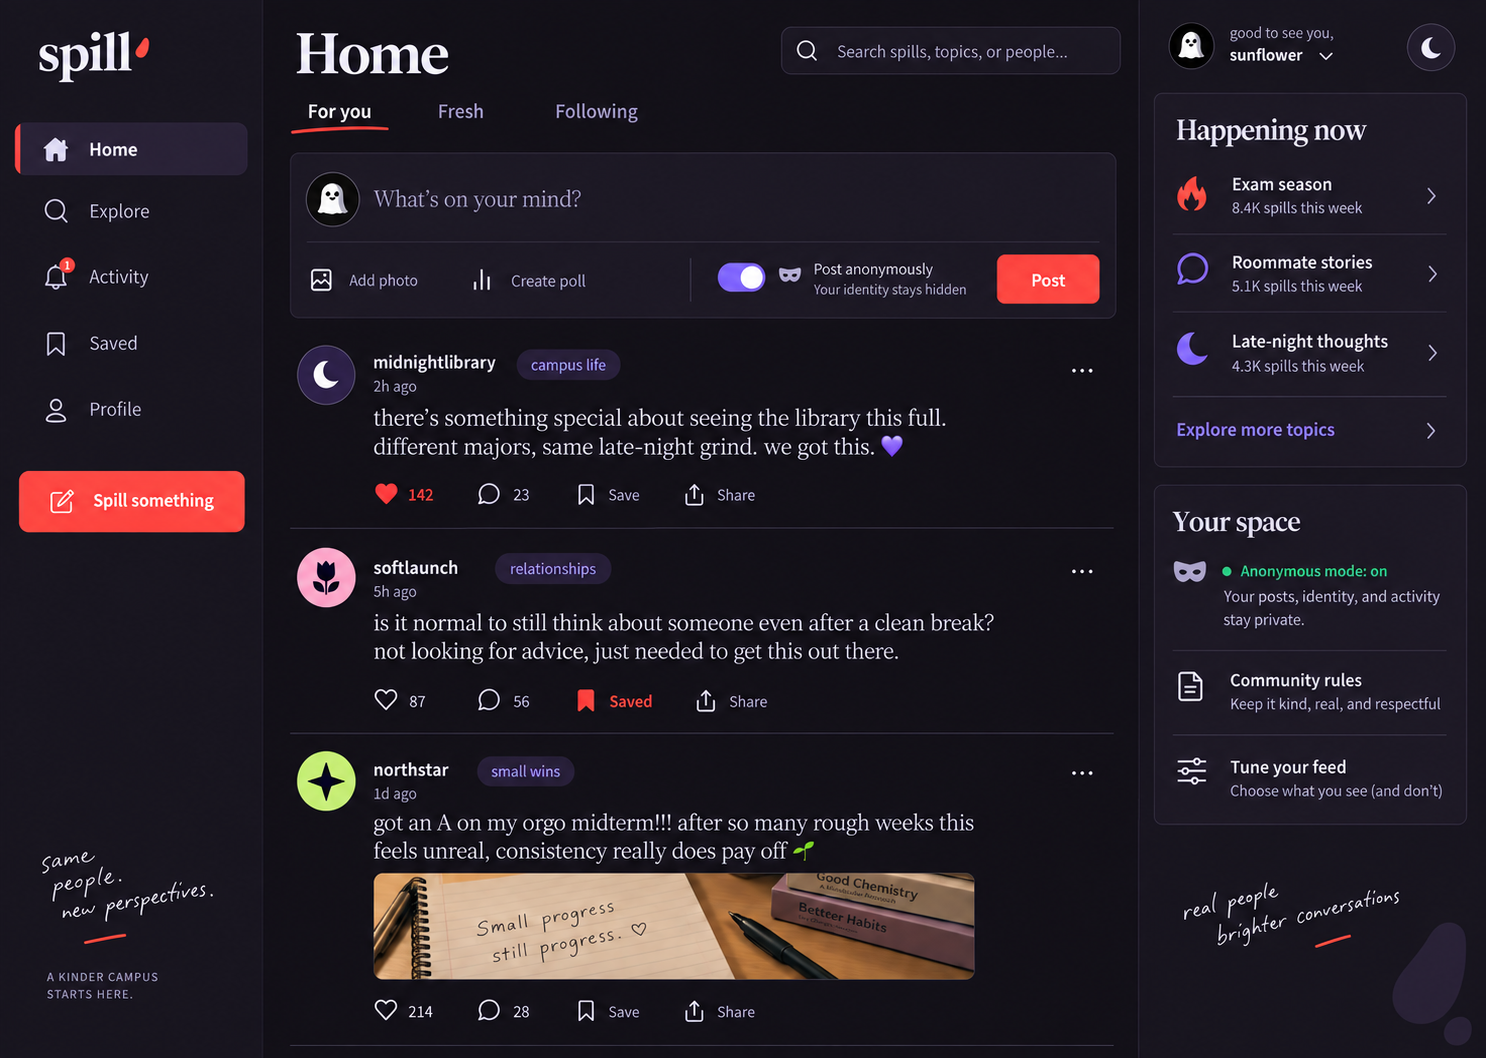 spill
Home
Explore
1
Activity
Saved
Profile
Spill something
same
people.
new perspectives.
A KINDER CAMPUS
STARTS HERE.
Home
Search spills, topics, or people...
For you
Fresh
Following
What's on your mind?
Add photo
Create poll
Post anonymously
Your identity stays hidden
Post
midnightlibrary
campus life
2h ago
there's something special about seeing the library this full.
different majors, same late-night grind. we got this. 💜
142
23
Save
Share
softlaunch
relationships
5h ago
is it normal to still think about someone even after a clean break?
not looking for advice, just needed to get this out there.
87
56
Saved
Share
northstar
small wins
1d ago
got an A on my orgo midterm!!! after so many rough weeks this
feels unreal, consistency really does pay off 🌱
Small progress
still progress. ♡
Good Chemistry
Betteer Habits
214
28
Save
Share
good to see you,
sunflower
Happening now
Exam season
8.4K spills this week
Roommate stories
5.1K spills this week
Late-night thoughts
4.3K spills this week
Explore more topics
Your space
Anonymous mode: on
Your posts, identity, and activity
stay private.
Community rules
Keep it kind, real, and respectful
Tune your feed
Choose what you see (and don't)
real people
brighter conversations